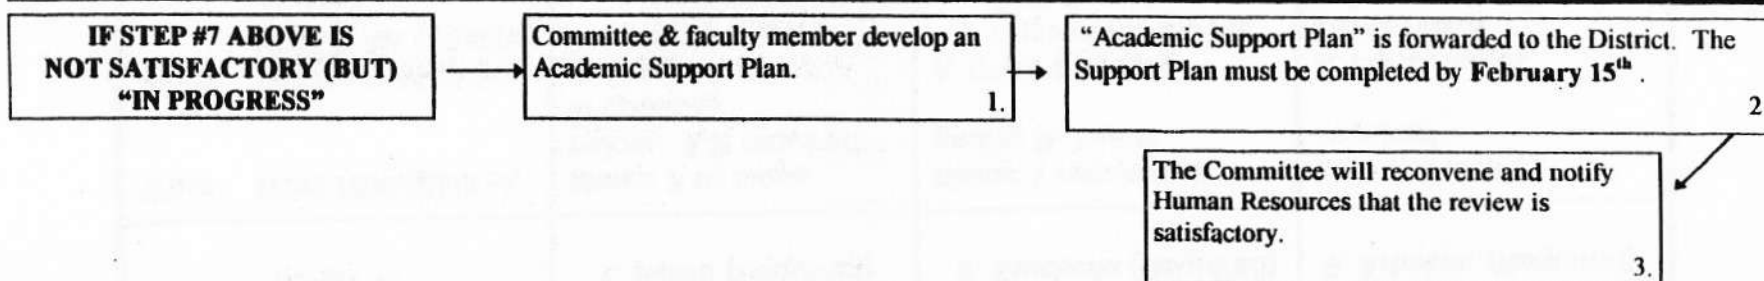 IF STEP #7 ABOVE IS
NOT SATISFACTORY (BUT)
"IN PROGRESS"
Committee & faculty member develop an
Academic Support Plan.
1.
“Academic Support Plan” is forwarded to the District. The
Support Plan must be completed by February 15th .
2
The Committee will reconvene and notify
Human Resources that the review is
satisfactory.
3.